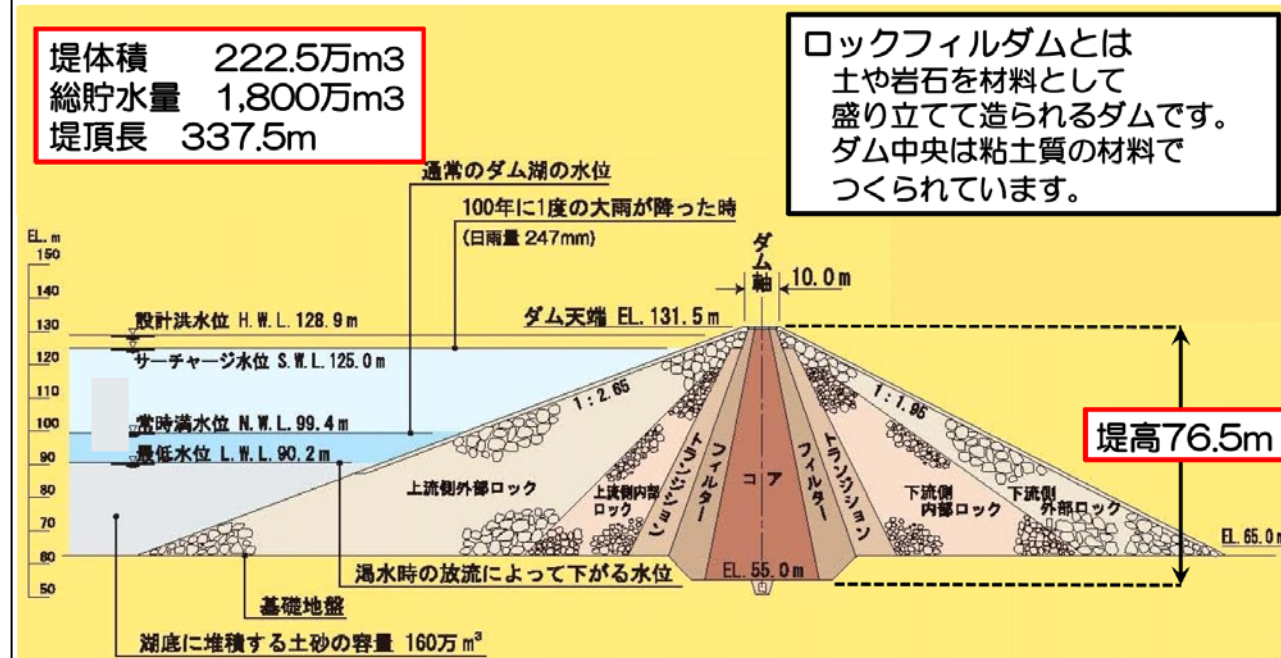 堤体積 222.5万m3
総貯水量 1,800万m3
堤頂長 337.5m
ロックフィルダムとは
土や岩石を材料として
盛り立てて造られるダムです。
ダム中央は粘土質の材料で
つくられています。
通常のダム湖の水位
100年に1度の大雨が降った時
(日雨量 247mm)
EL. m
150
140
130
120
110
100
90
80
70
60
50
設計洪水位 H.W.L. 128.9m
サーチャージ水位 S.W.L. 125.0m
常時満水位 N.W.L. 99.4m
最低水位 L.W.L. 90.2m
ダム軸
10.0m
ダム天端 EL. 131.5m
1:2.65
1:1.95
堤高76.5m
上流側外部ロック
上流側内部
ロック
トランジション
フィルター
コア
フィルター
トランジション
下流側
内部ロック
下流側
外部ロック
EL. 65.0m
EL. 55.0m
渇水時の放流によって下がる水位
基礎地盤
湖底に堆積する土砂の容量 160万m³